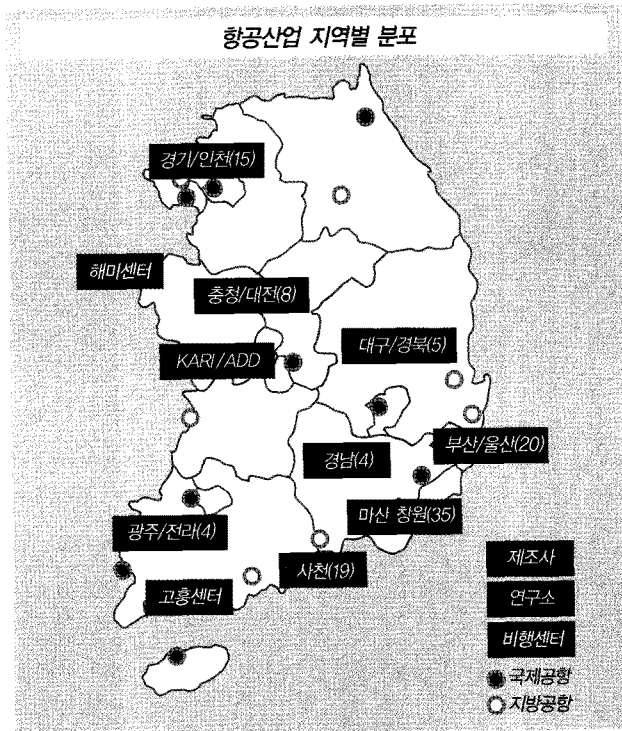 항공산업 지역별 분포
경기/인천(15)
해미센터
충청/대전(8)
KARI/ADD
대구/경북(5)
부산/울산(20)
경남(4)
마산 창원(35)
광주/전라(4)
사천(19)
고흥센터
제조사
연구소
비행센터
국제공항
지방공항